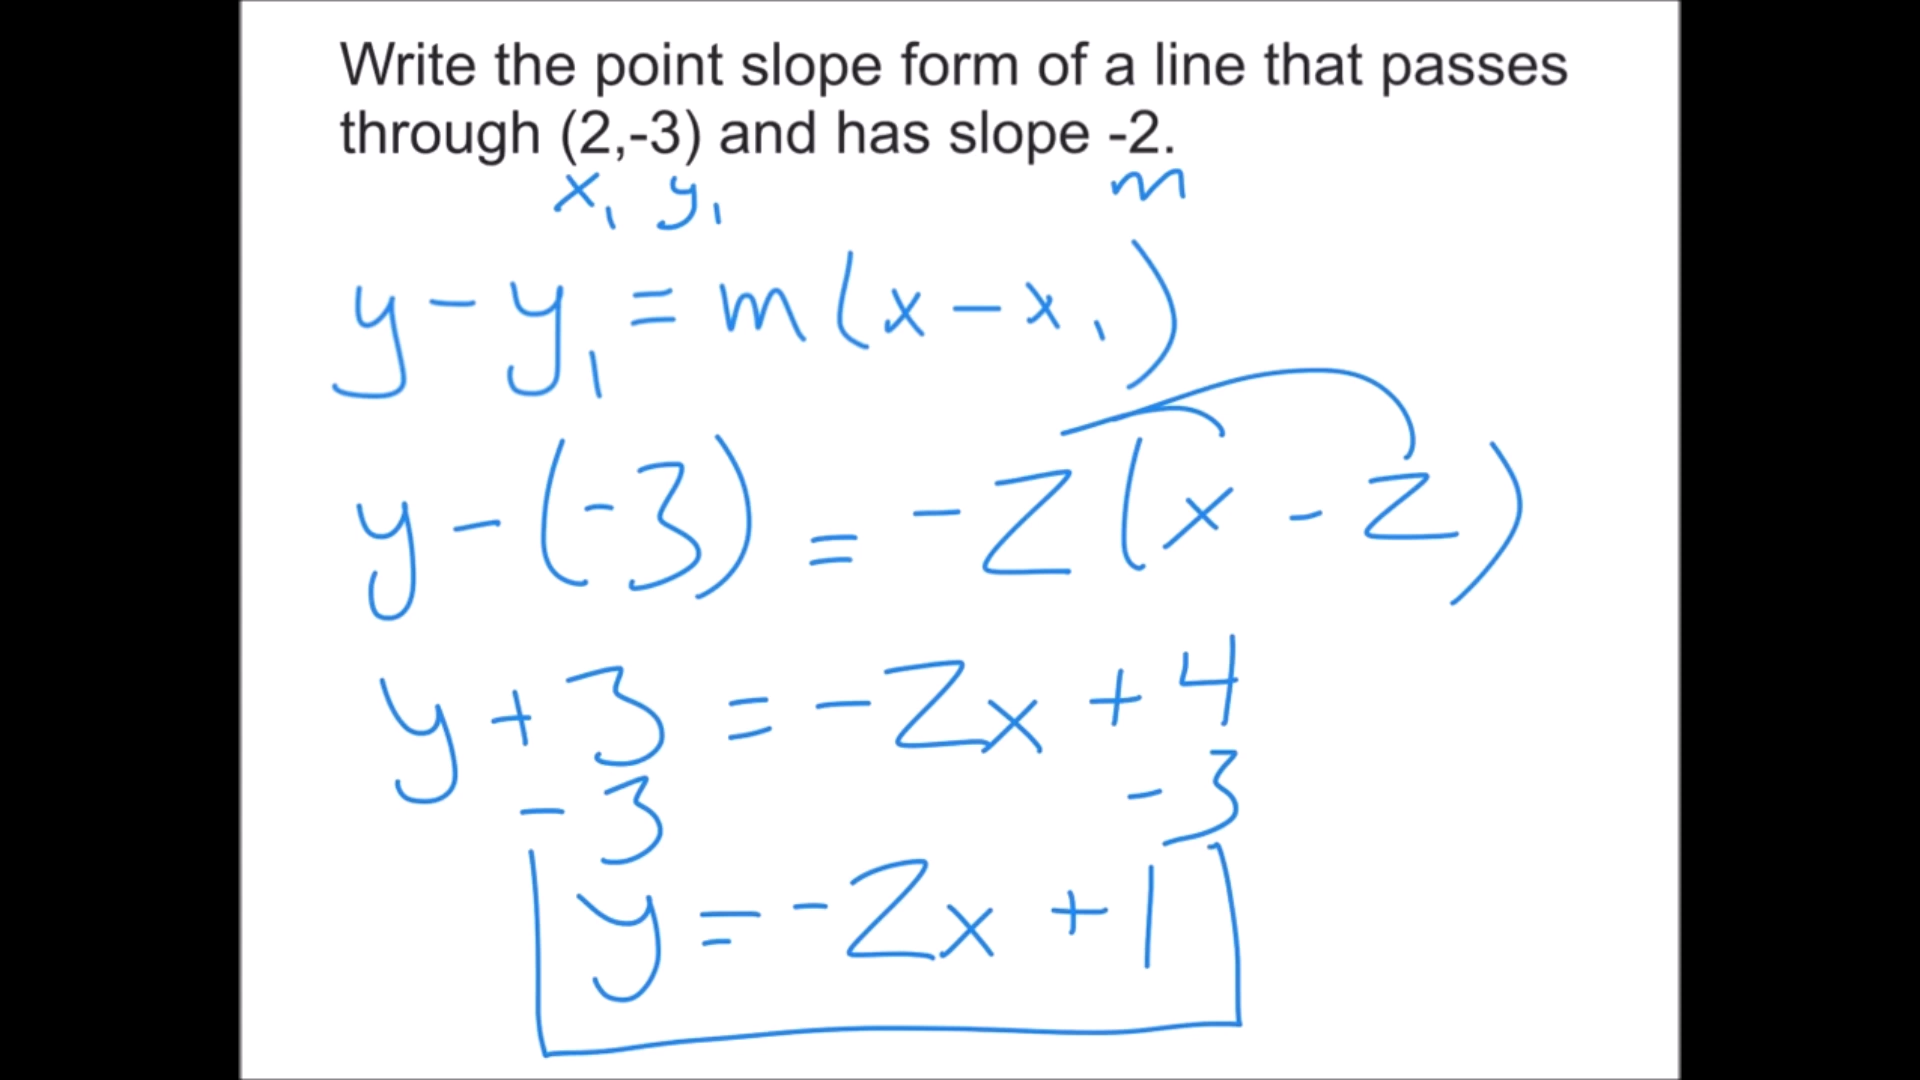 Write the point slope form of a line that passes
through (2,-3) and has slope -2.
x₁ y₁ m
y - y₁ = m(x - x₁)
y - (-3) = -2(x - 2)
y + 3 = -2x + 4
-3 -3
y = -2x + 1